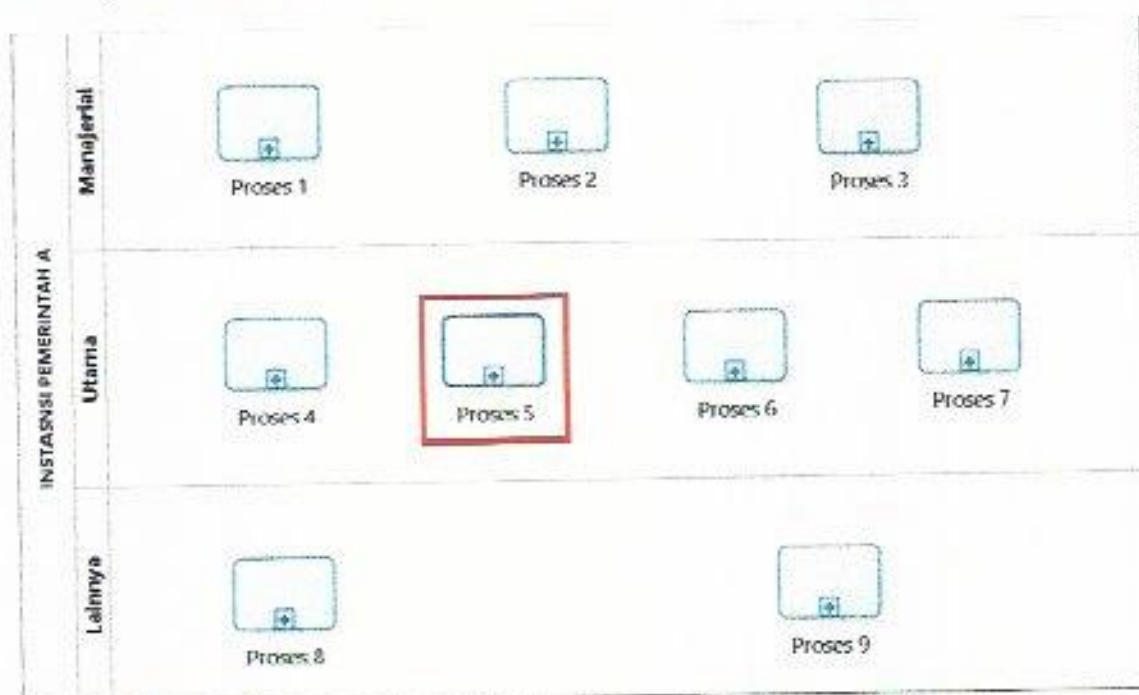 INSTASNSI PEMERINTAH A
Manajerial
Proses 1
Proses 2
Proses 3
Utama
Proses 4
Proses 5
Proses 6
Proses 7
Lainnya
Proses 8
Proses 9